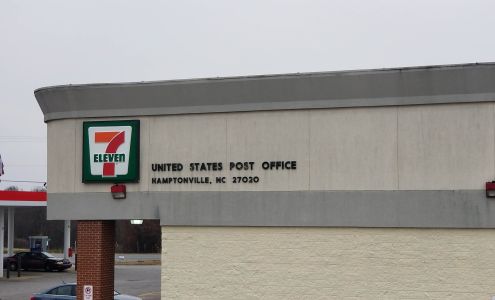 7
ELEVEN
UNITED STATES POST OFFICE
HAMPTONVILLE, NC 27020